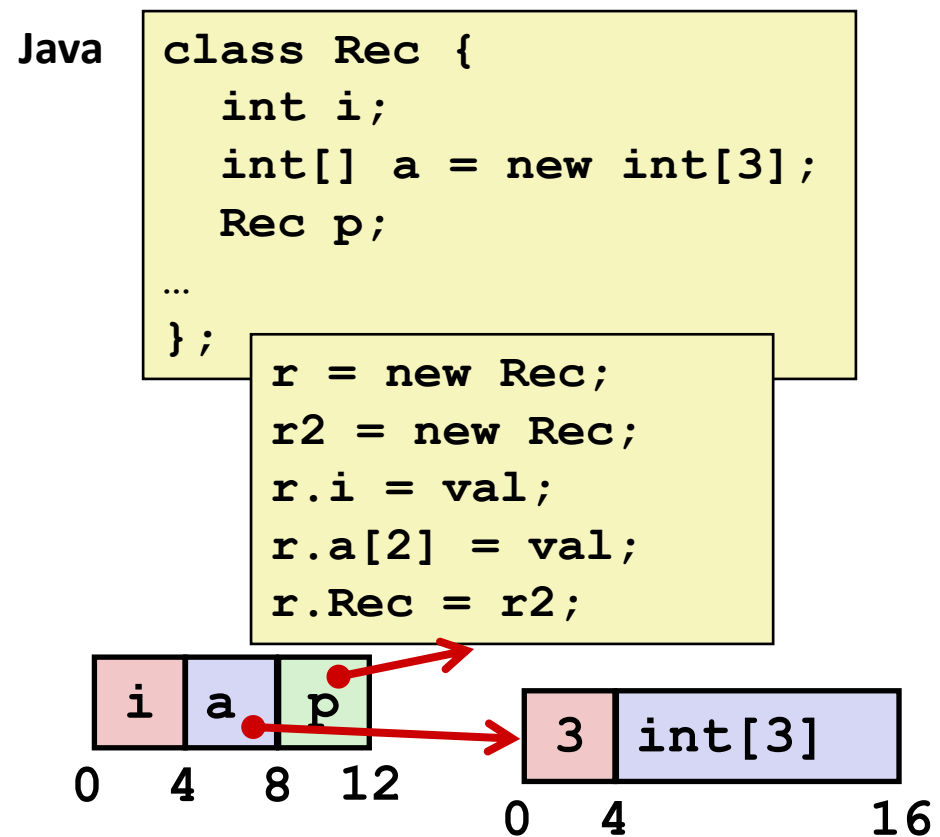 Java
class Rec {
int i;
int[] a = new int[3];
Rec p;
…
};
r = new Rec;
r2 = new Rec;
r.i = val;
r.a[2] = val;
r.Rec = r2;
i a p
0 4 8 12
3 int[3]
0 4 16